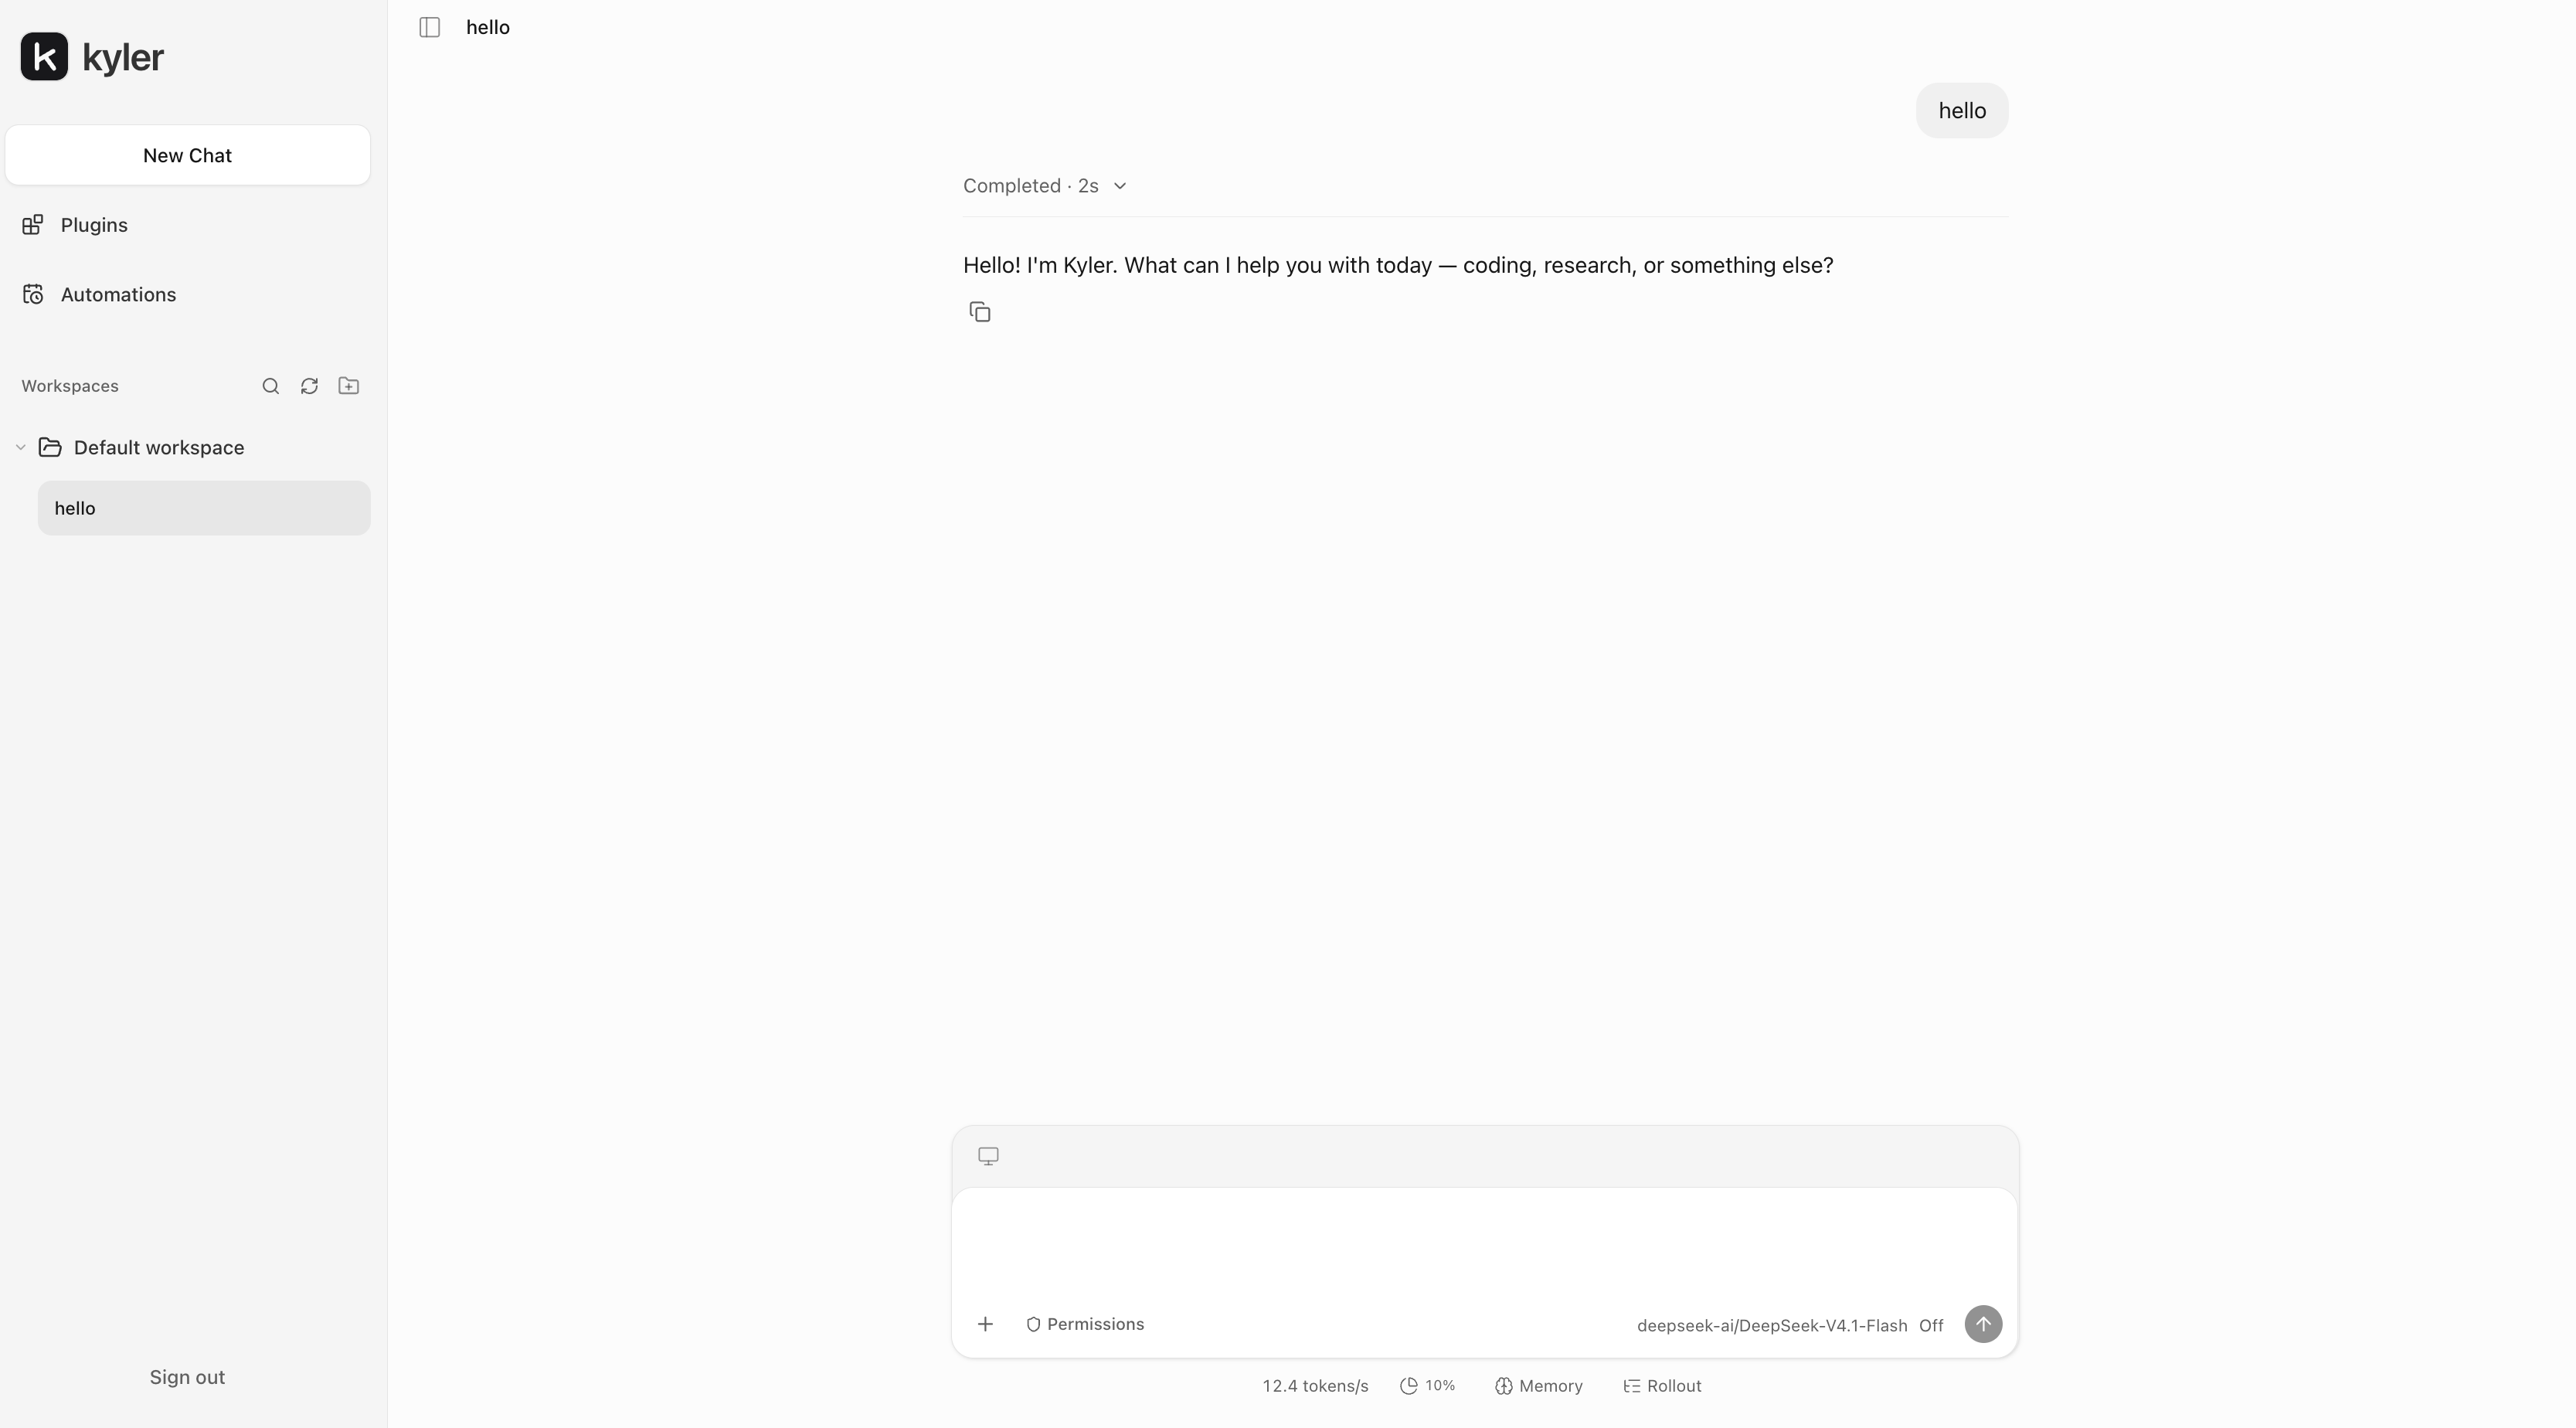 kyler
New Chat
Plugins
Automations
Workspaces
Default workspace
hello
Sign out
hello
hello
Completed · 2s
Hello! I'm Kyler. What can I help you with today — coding, research, or something else?
Permissions
deepseek-ai/DeepSeek-V4.1-Flash Off
12.4 tokens/s 10% Memory Rollout